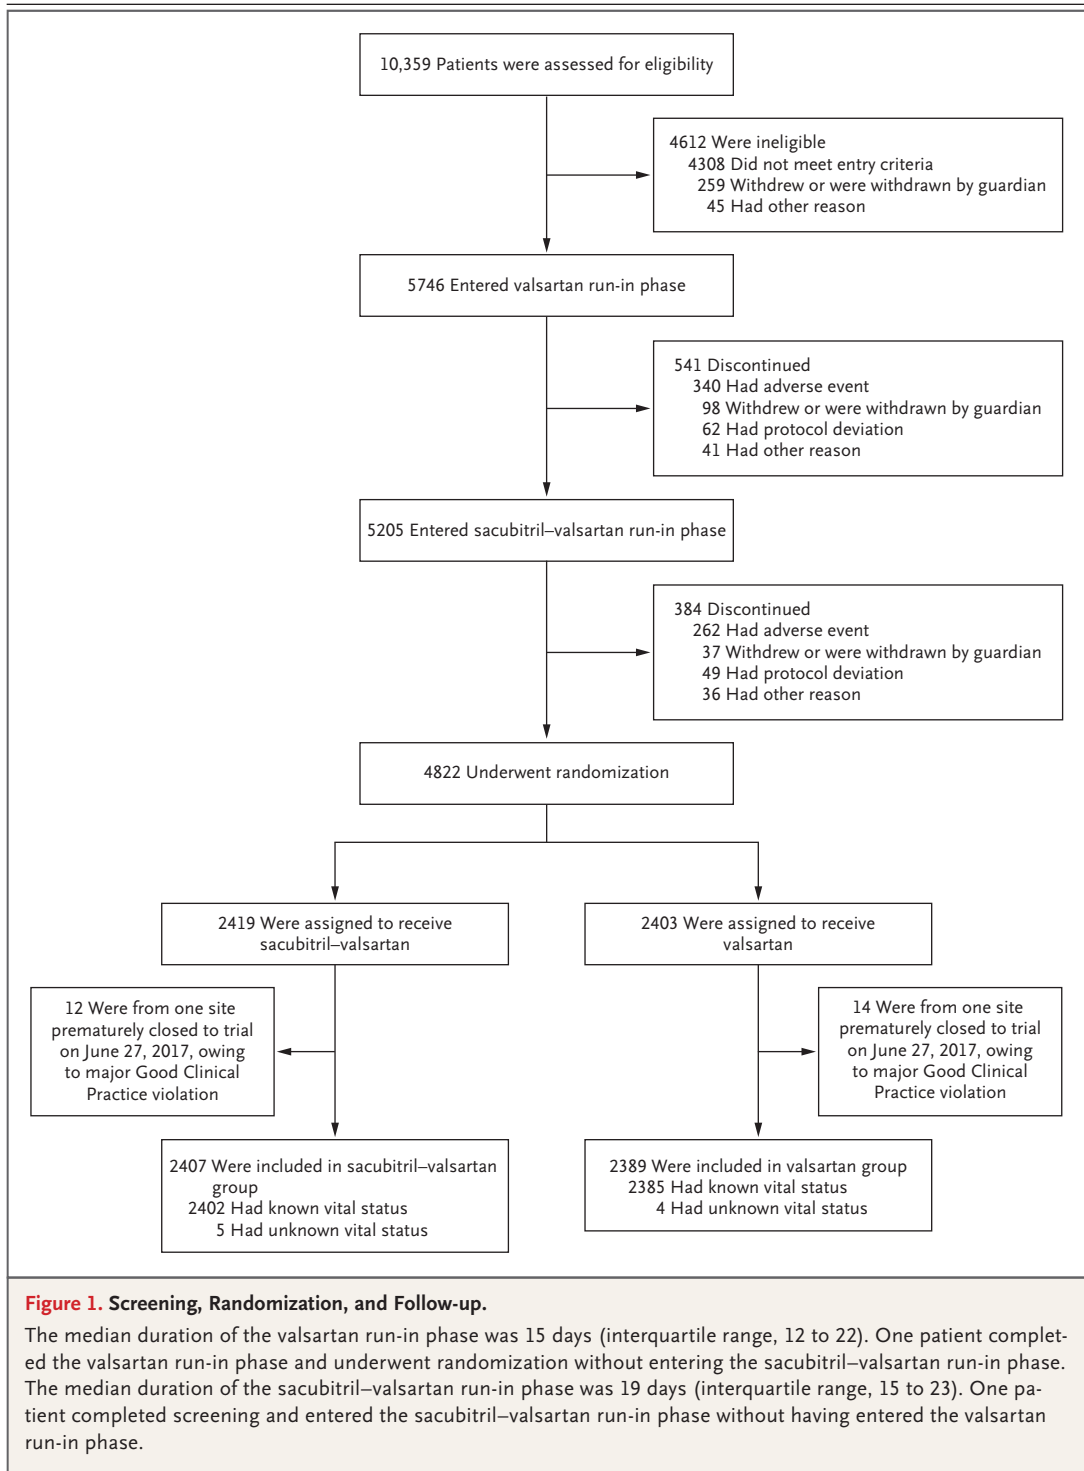 10,359 Patients were assessed for eligibility
4612 Were ineligible
4308 Did not meet entry criteria
259 Withdrew or were withdrawn by guardian
45 Had other reason
5746 Entered valsartan run-in phase
541 Discontinued
340 Had adverse event
98 Withdrew or were withdrawn by guardian
62 Had protocol deviation
41 Had other reason
5205 Entered sacubitril–valsartan run-in phase
384 Discontinued
262 Had adverse event
37 Withdrew or were withdrawn by guardian
49 Had protocol deviation
36 Had other reason
4822 Underwent randomization
2419 Were assigned to receive
sacubitril–valsartan
2403 Were assigned to receive
valsartan
12 Were from one site
prematurely closed to trial
on June 27, 2017, owing
to major Good Clinical
Practice violation
14 Were from one site
prematurely closed to trial
on June 27, 2017, owing
to major Good Clinical
Practice violation
2407 Were included in sacubitril–valsartan
group
2402 Had known vital status
5 Had unknown vital status
2389 Were included in valsartan group
2385 Had known vital status
4 Had unknown vital status
Figure 1. Screening, Randomization, and Follow-up.
The median duration of the valsartan run-in phase was 15 days (interquartile range, 12 to 22). One patient complet-
ed the valsartan run-in phase and underwent randomization without entering the sacubitril–valsartan run-in phase.
The median duration of the sacubitril–valsartan run-in phase was 19 days (interquartile range, 15 to 23). One pa-
tient completed screening and entered the sacubitril–valsartan run-in phase without having entered the valsartan
run-in phase.